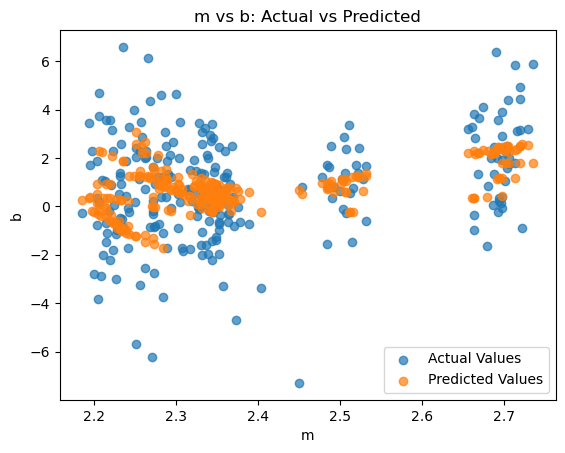 m vs b: Actual vs Predicted
6
4
2
0
−2
−4
−6
b
2.2 2.3 2.4 2.5 2.6 2.7
m
Actual Values
Predicted Values